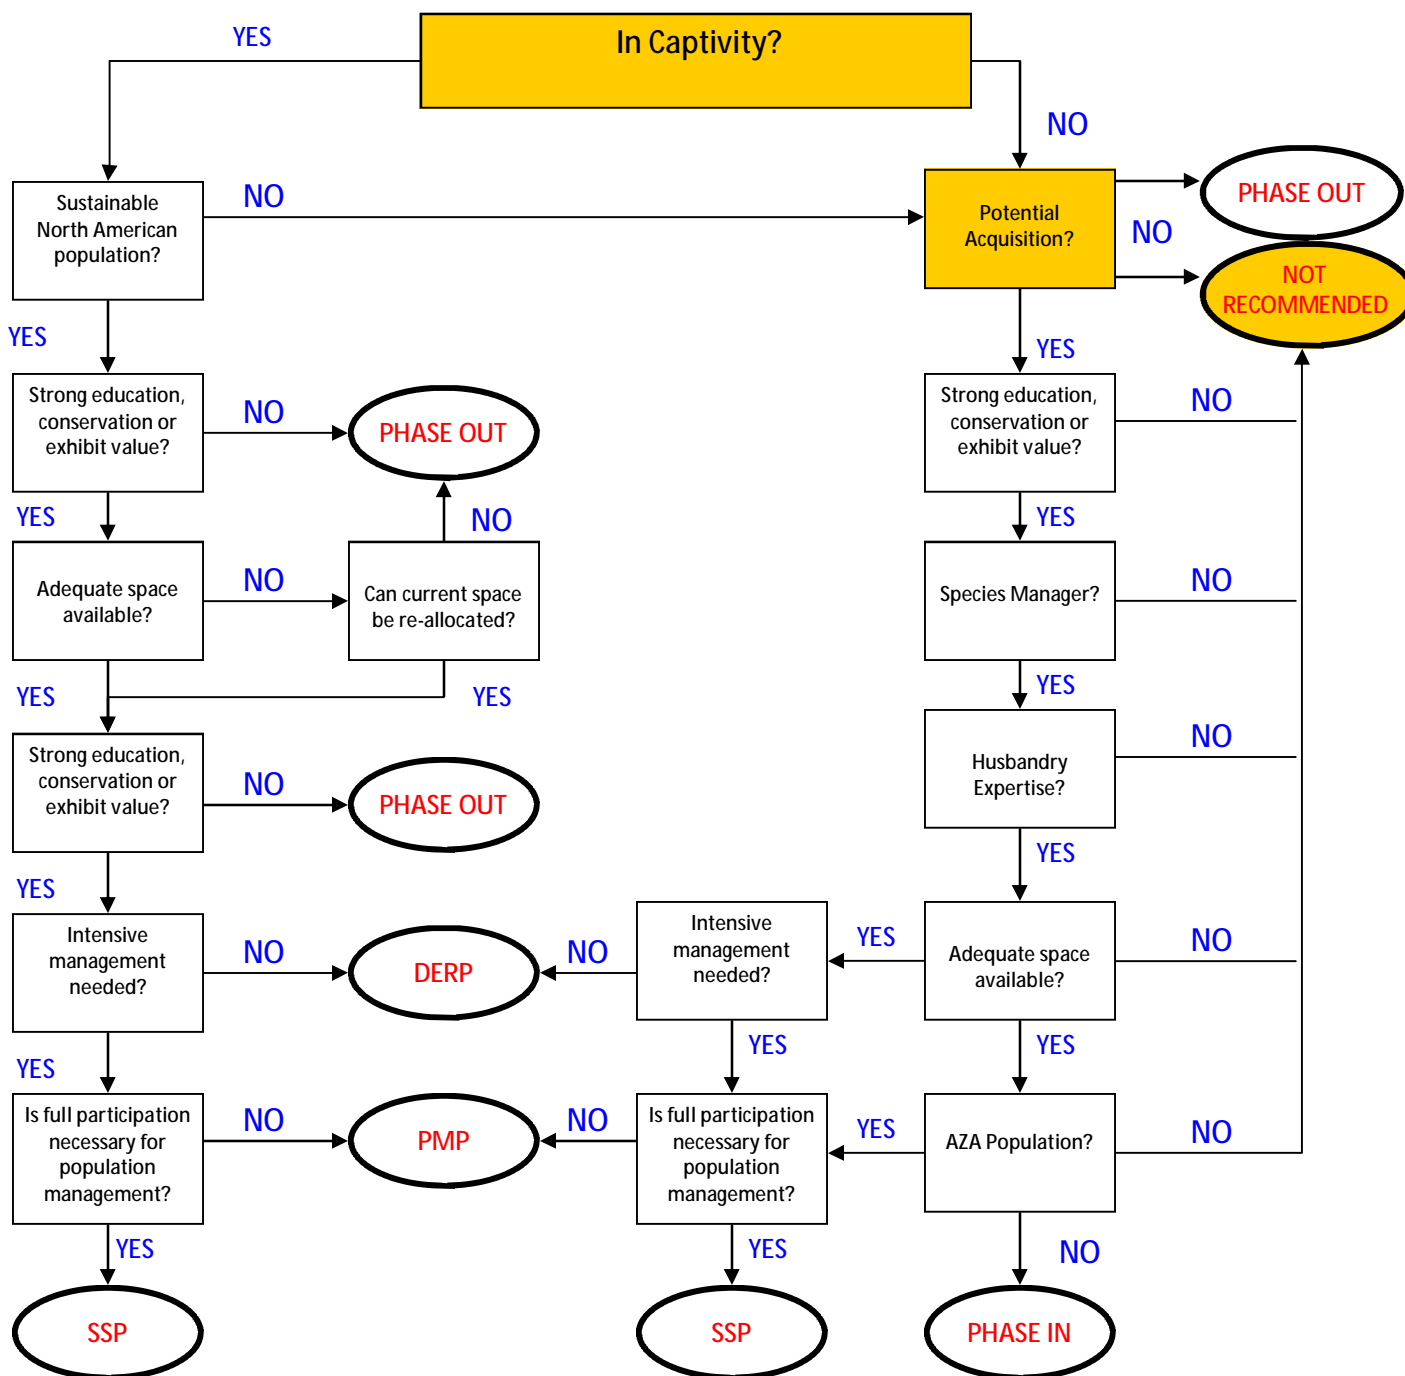 YES
In Captivity?
NO
Sustainable
North American
population?
NO
Potential
Acquisition?
PHASE OUT
NO
NOT
RECOMMENDED
YES
YES
Strong education,
conservation or
exhibit value?
NO
PHASE OUT
Strong education,
conservation or
exhibit value?
NO
YES
NO
YES
Adequate space
available?
NO
Can current space
be re-allocated?
Species Manager?
NO
YES
YES
YES
Strong education,
conservation or
exhibit value?
NO
PHASE OUT
Husbandry
Expertise?
NO
YES
YES
Intensive
management
needed?
NO
DERP
NO
Intensive
management
needed?
YES
Adequate space
available?
NO
YES
YES
YES
Is full participation
necessary for
population
management?
NO
PMP
NO
Is full participation
necessary for
population
management?
YES
AZA Population?
NO
YES
YES
NO
SSP
SSP
PHASE IN